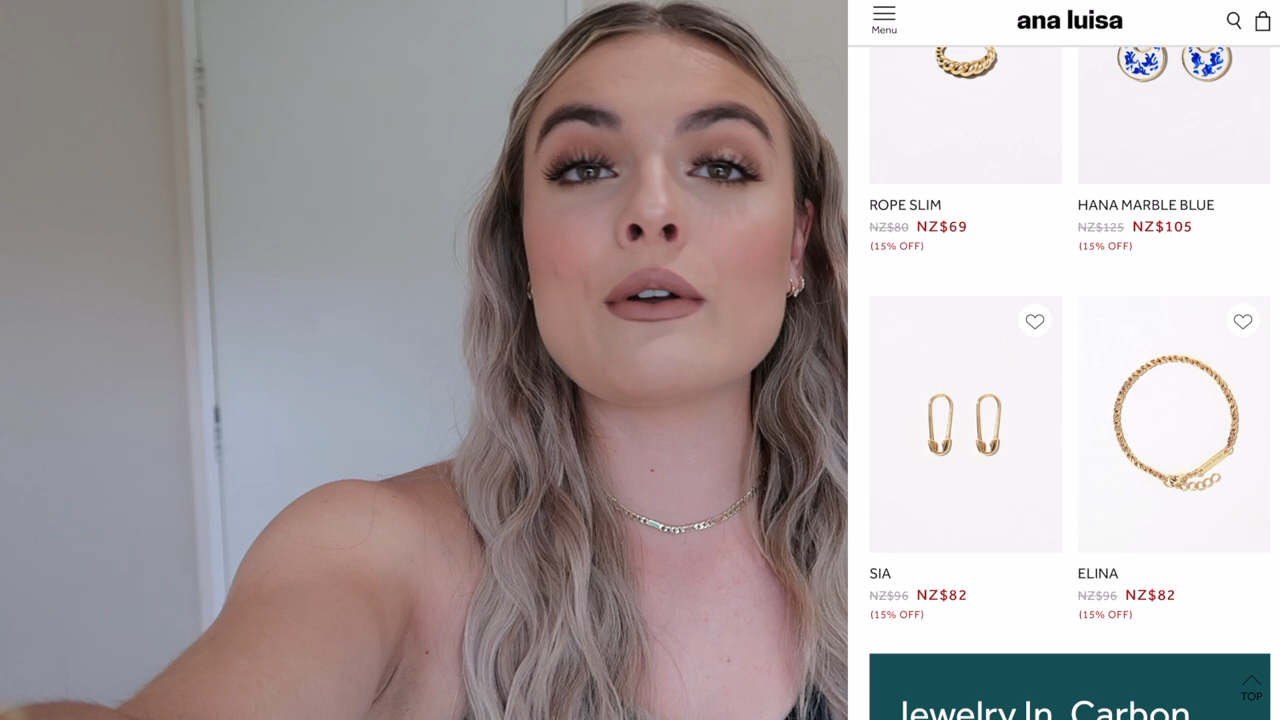 Menu
ana luisa
ROPE SLIM
NZ$80 NZ$69
(15% OFF)
HANA MARBLE BLUE
NZ$125 NZ$105
(15% OFF)
SIA
NZ$96 NZ$82
(15% OFF)
ELINA
NZ$96 NZ$82
(15% OFF)
Jewelry In Carbon
TOP